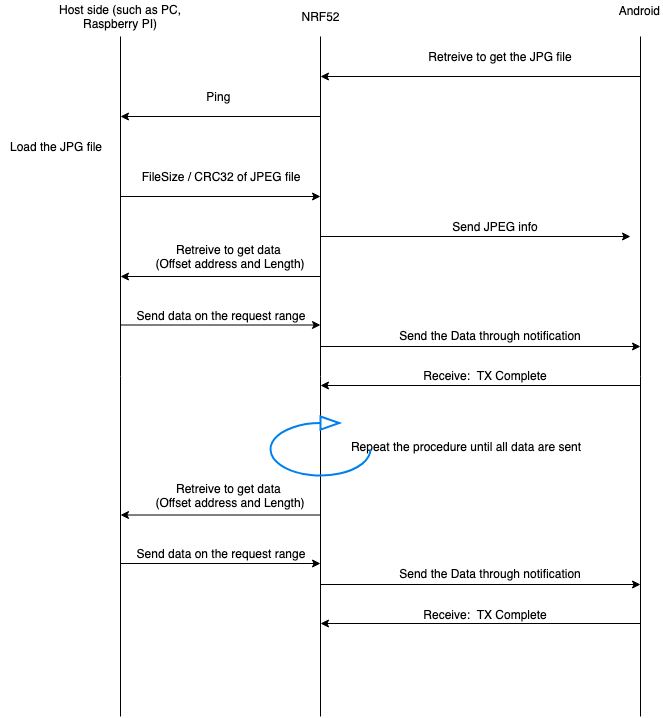 Host side (such as PC,
Raspberry PI)
NRF52
Android
Retreive to get the JPG file
Ping
Load the JPG file
FileSize / CRC32 of JPEG file
Send JPEG info
Retreive to get data
(Offset address and Length)
Send data on the request range
Send the Data through notification
Receive:  TX Complete
Repeat the procedure until all data are sent
Retreive to get data
(Offset address and Length)
Send data on the request range
Send the Data through notification
Receive:  TX Complete